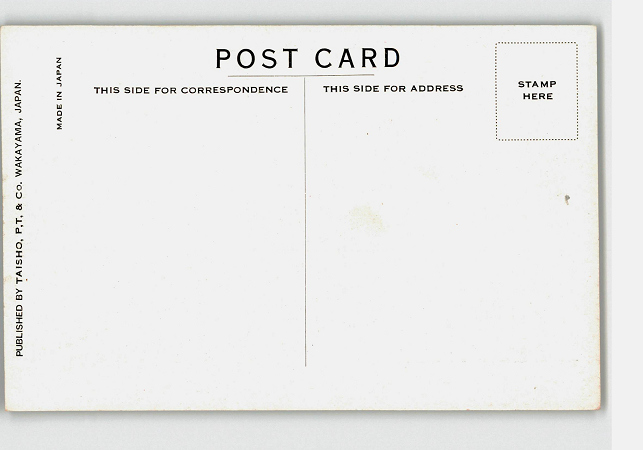 POST CARD
THIS SIDE FOR CORRESPONDENCE
THIS SIDE FOR ADDRESS
STAMP
HERE
MADE IN JAPAN
PUBLISHED BY TAISHO, P.T. & Co. WAKAYAMA, JAPAN.